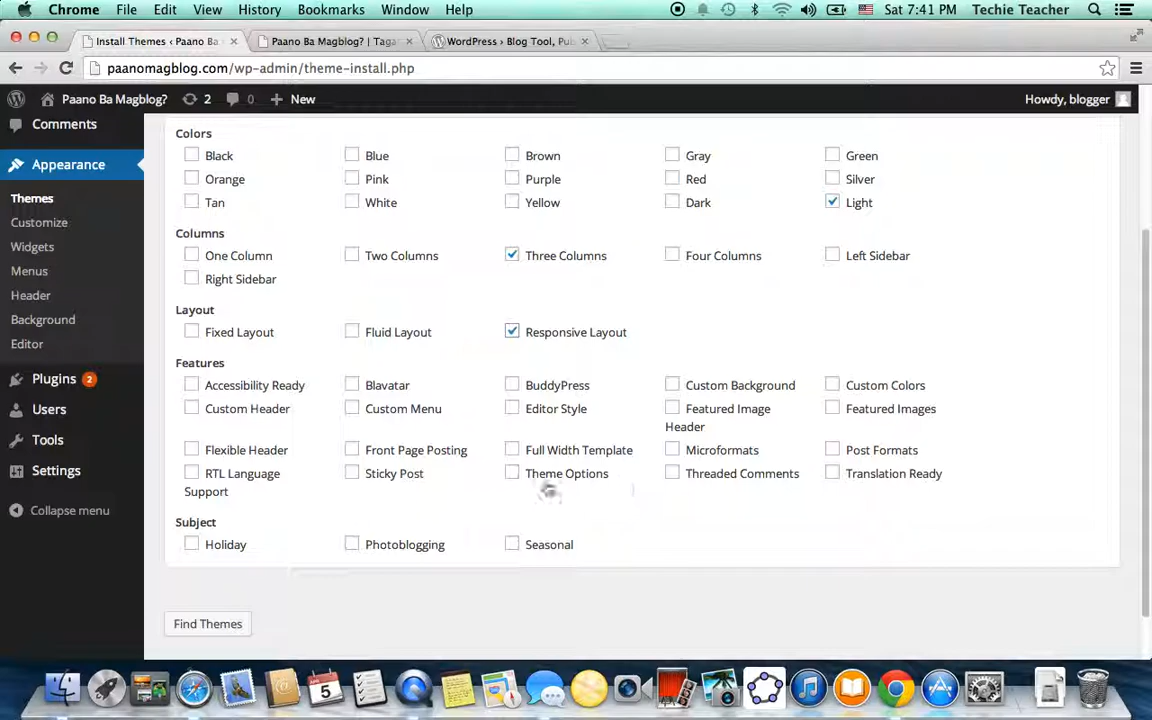 Chrome File Edit View History Bookmarks Window Help Sat 7:41 PM Techie Teacher
Install Themes ‹ Paano Ba Paano Ba Magblog? | Taga WordPress › Blog Tool, Pu
paanomagblog.com/wp-admin/theme-install.php
Paano Ba Magblog? 2 0 New Howdy, blogger
Comments
Appearance
Themes
Customize
Widgets
Menus
Header
Background
Editor
Plugins 2
Users
Tools
Settings
Collapse menu
Colors
Black Blue Brown Gray Green
Orange Pink Purple Red Silver
Tan White Yellow Dark Light
Columns
One Column Two Columns Three Columns Four Columns Left Sidebar
Right Sidebar
Layout
Fixed Layout Fluid Layout Responsive Layout
Features
Accessibility Ready Blavatar BuddyPress Custom Background Custom Colors
Custom Header Custom Menu Editor Style Featured Image Featured Images
Header
Flexible Header Front Page Posting Full Width Template Microformats Post Formats
RTL Language Sticky Post Theme Options Threaded Comments Translation Ready
Support
Subject
Holiday Photoblogging Seasonal
Find Themes
5